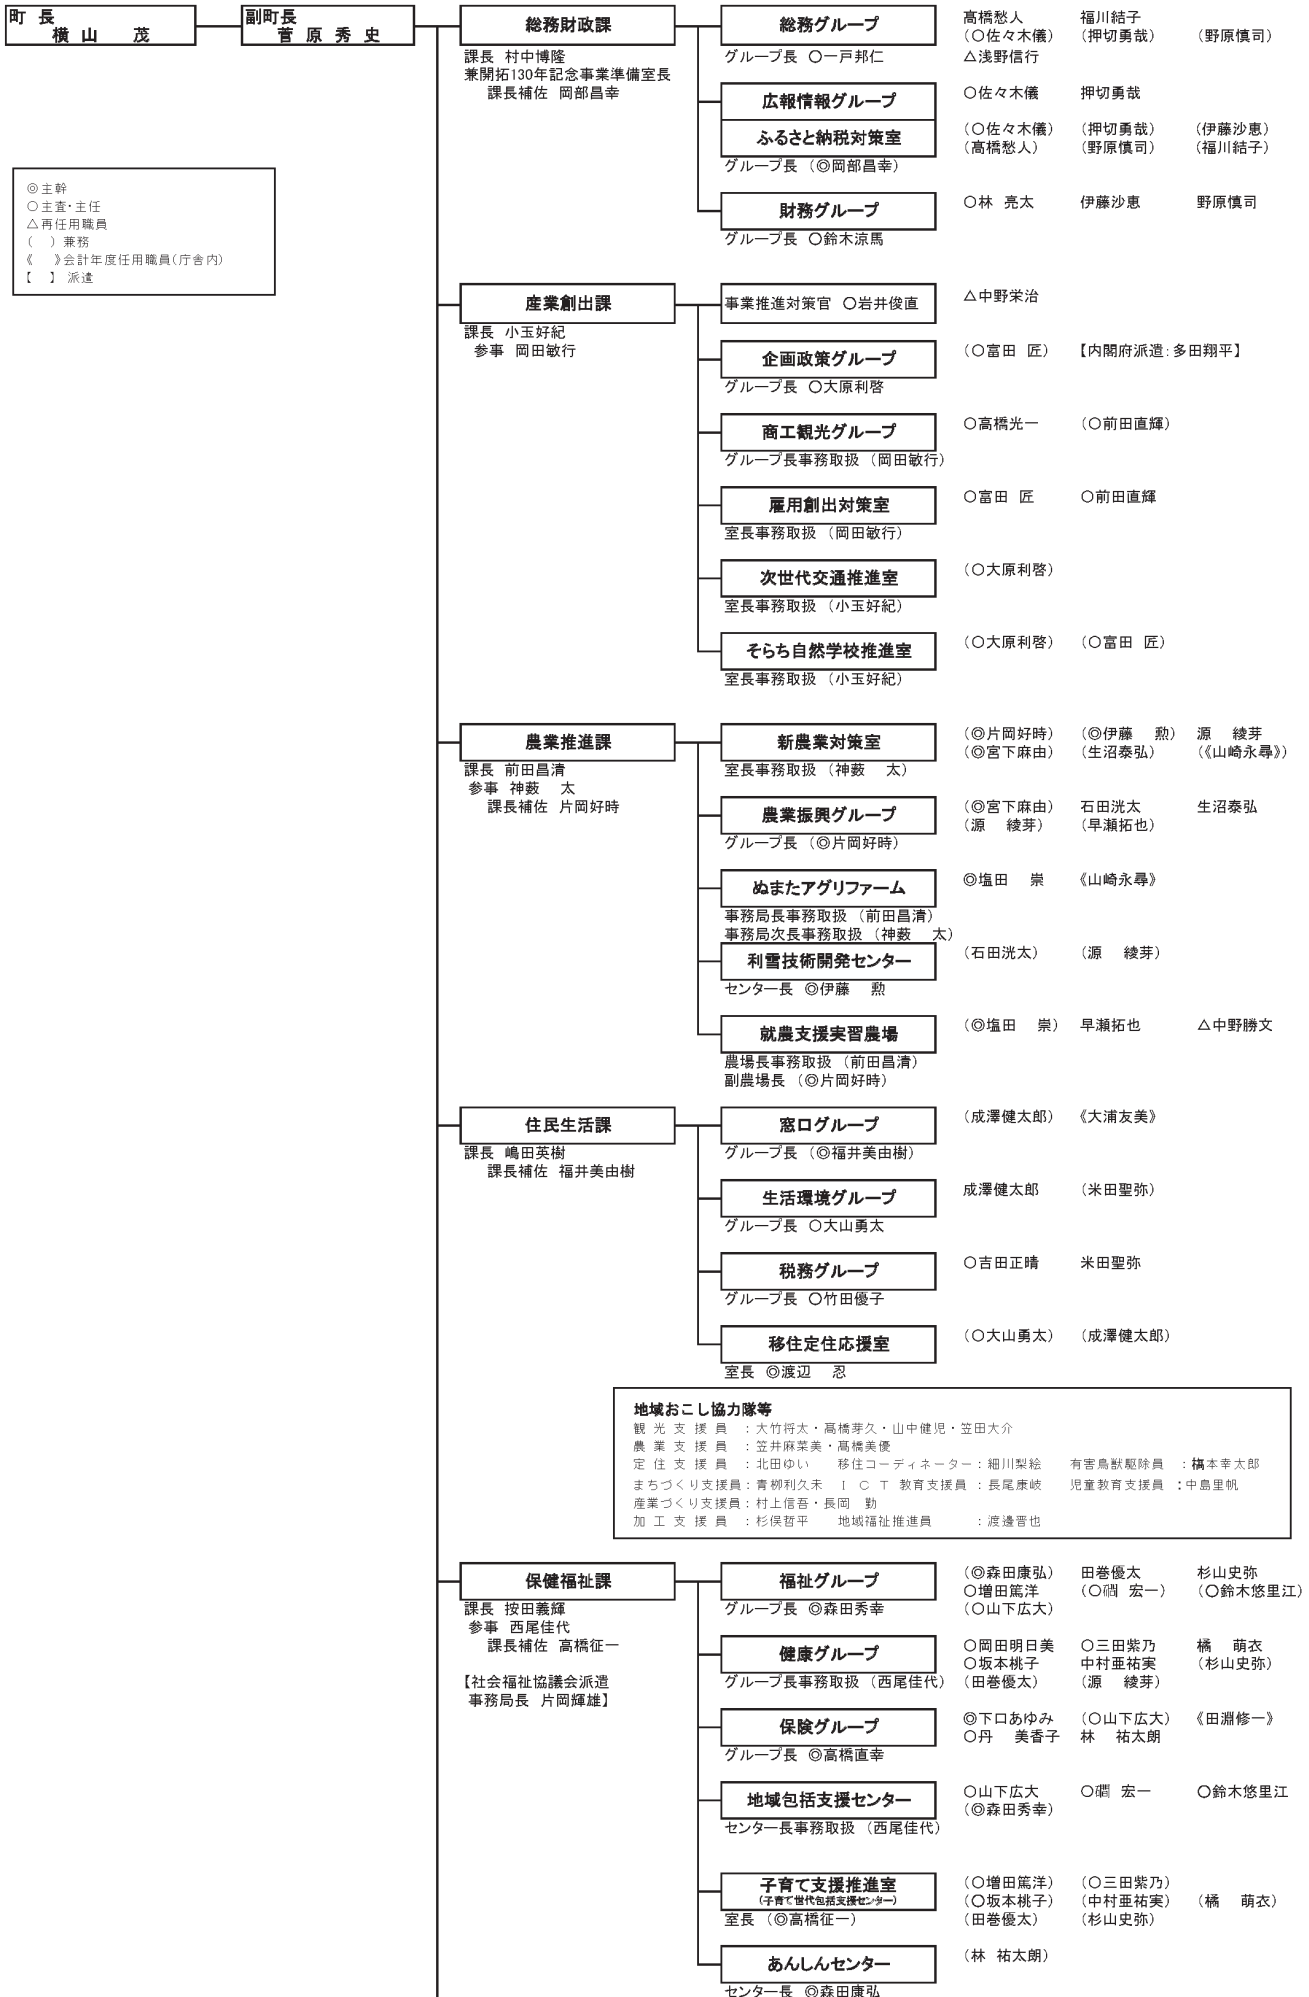 町 長
横 山 茂
副町長
菅 原 秀 史
◎主幹
○主査・主任
△再任用職員
( )兼務
《 》会計年度任用職員(庁舎内)
【 】派遣
総務財政課
課長 村中博隆
兼開拓130年記念事業準備室長
課長補佐 岡部昌幸
総務グループ
グループ長 ○一戸邦仁
髙橋愁人 福川結子
(○佐々木儀) (押切勇哉) (野原慎司)
△浅野信行
広報情報グループ
○佐々木儀 押切勇哉
ふるさと納税対策室
グループ長 (◎岡部昌幸)
(○佐々木儀) (押切勇哉) (伊藤沙恵)
(髙橋愁人) (野原慎司) (福川結子)
財務グループ
グループ長 ○鈴木涼馬
○林 亮太 伊藤沙恵 野原慎司
産業創出課
課長 小玉好紀
参事 岡田敏行
事業推進対策官 ○岩井俊直
△中野栄治
企画政策グループ
グループ長 ○大原利啓
(○富田 匠) 【内閣府派遣:多田翔平】
商工観光グループ
グループ長事務取扱 (岡田敏行)
○高橋光一 (○前田直輝)
雇用創出対策室
室長事務取扱 (岡田敏行)
○富田 匠 ○前田直輝
次世代交通推進室
室長事務取扱 (小玉好紀)
(○大原利啓)
そらち自然学校推進室
室長事務取扱 (小玉好紀)
(○大原利啓) (○富田 匠)
農業推進課
課長 前田昌清
参事 神薮 太
課長補佐 片岡好時
新農業対策室
室長事務取扱 (神薮 太)
(◎片岡好時) (◎伊藤 勲) 源 綾芽
(◎宮下麻由) (生沼泰弘) (《山崎永尋》)
農業振興グループ
グループ長 (◎片岡好時)
(◎宮下麻由) 石田洸太 生沼泰弘
(源 綾芽) (早瀬拓也)
ぬまたアグリファーム
事務局長事務取扱 (前田昌清)
事務局次長事務取扱 (神薮 太)
◎塩田 崇 《山崎永尋》
利雪技術開発センター
センター長 ◎伊藤 勲
(石田洸太) (源 綾芽)
就農支援実習農場
農場長事務取扱 (前田昌清)
副農場長 (◎片岡好時)
(◎塩田 崇) 早瀬拓也 △中野勝文
住民生活課
課長 嶋田英樹
課長補佐 福井美由樹
窓口グループ
グループ長 (◎福井美由樹)
(成澤健太郎) 《大浦友美》
生活環境グループ
グループ長 ○大山勇太
成澤健太郎 (米田聖弥)
税務グループ
グループ長 ○竹田優子
○吉田正晴 米田聖弥
移住定住応援室
室長 ◎渡辺 忍
(○大山勇太) (成澤健太郎)
地域おこし協力隊等
観光支援員 :大竹将太・髙橋芽久・山中健児・笠田大介
農業支援員 :笠井麻菜美・髙橋美優
定住支援員 :北田ゆい 移住コーディネーター:細川梨絵 有害鳥獣駆除員 :槁本幸太郎
まちづくり支援員:青栁利久未 ICT教育支援員 :長尾康岐 児童教育支援員 :中島里帆
産業づくり支援員:村上信吾・長岡 勤
加工支援員 :杉俣哲平 地域福祉推進員 :渡邊晋也
保健福祉課
課長 按田義輝
参事 西尾佳代
課長補佐 高橋征一
【社会福祉協議会派遣
事務局長 片岡輝雄】
福祉グループ
グループ長 ◎森田秀幸
(◎森田康弘) 田巻優太 杉山史弥
○増田篤洋 (○磵 宏一) (○鈴木悠里江)
(○山下広大)
健康グループ
グループ長事務取扱 (西尾佳代)
○岡田明日美 ○三田紫乃 橘 萌衣
○坂本桃子 中村亜祐実 (杉山史弥)
(田巻優太) (源 綾芽)
保険グループ
グループ長 ◎高橋直幸
◎下口あゆみ (○山下広大) 《田淵修一》
○丹 美香子 林 祐太朗
地域包括支援センター
センター長事務取扱 (西尾佳代)
○山下広大 ○磵 宏一 ○鈴木悠里江
(◎森田秀幸)
子育て支援推進室
(子育て世代包括支援センター)
室長 (◎高橋征一)
(○増田篤洋) (○三田紫乃)
(○坂本桃子) (中村亜祐実) (橘 萌衣)
(田巻優太) (杉山史弥)
あんしんセンター
センター長 ◎森田康弘
(林 祐太朗)